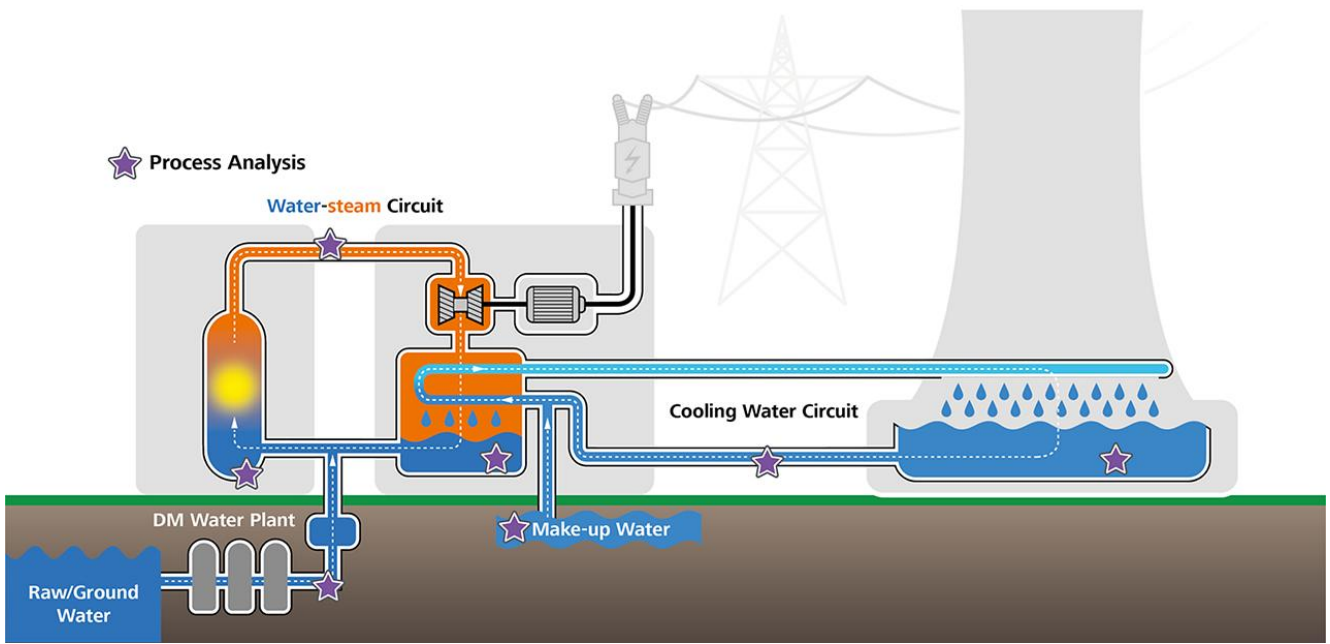 Process Analysis
Water-steam Circuit
Cooling Water Circuit
DM Water Plant
Make-up Water
Raw/Ground
Water